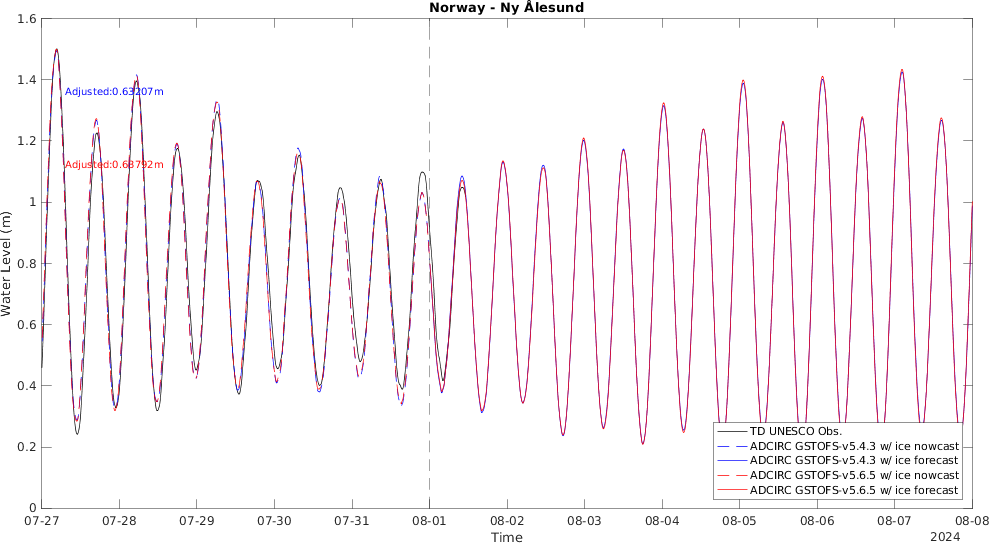 Norway - Ny Ålesund
1.6
1.4
1.2
1
0.8
0.6
0.4
0.2
0
Water Level (m)
Adjusted:0.63207m
Adjusted:0.63792m
TD UNESCO Obs.
ADCIRC GSTOFS-v5.4.3 w/ ice nowcast
ADCIRC GSTOFS-v5.4.3 w/ ice forecast
ADCIRC GSTOFS-v5.6.5 w/ ice nowcast
ADCIRC GSTOFS-v5.6.5 w/ ice forecast
07-27 07-28 07-29 07-30 07-31 08-01 08-02 08-03 08-04 08-05 08-06 08-07 08-08
Time
2024